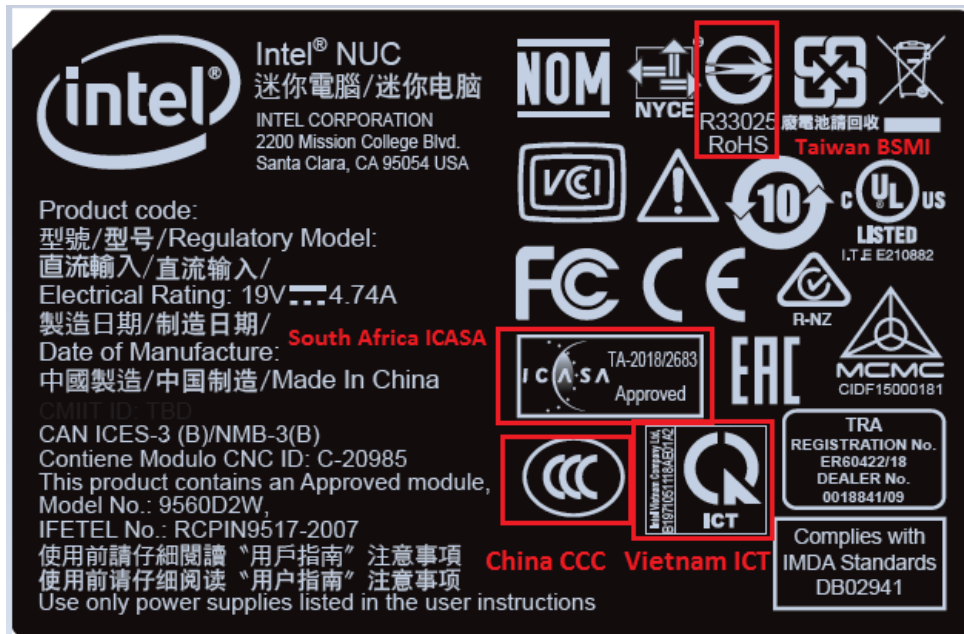 intel®
Intel® NUC
迷你電腦/迷你电脑
INTEL CORPORATION
2200 Mission College Blvd.
Santa Clara, CA 95054 USA
Product code:
型號/型号/Regulatory Model:
直流輸入/直流输入/
Electrical Rating: 19V⎓4.74A
製造日期/制造日期/
Date of Manufacture:
中國製造/中国制造/Made In China
CMIIT ID: TBD
CAN ICES-3 (B)/NMB-3(B)
Contiene Modulo CNC ID: C-20985
This product contains an Approved module,
Model No.: 9560D2W,
IFETEL No.: RCPIN9517-2007
使用前請仔細閱讀〝用戶指南〞注意事項
使用前请仔细阅读〝用户指南〞注意事项
Use only power supplies listed in the user instructions
NOM
NYCE®
R33025
RoHS
廢電池請回收
Taiwan BSMI
VCI
10
C UL US
LISTED
I.T.E E210882
FC CE
R-NZ
South Africa ICASA
ICASA
TA-2018/2683
Approved
EAC
MCMC
CIDF15000181
CCC
China CCC
Intel Vietnam Company Ltd,
B1971051118AE01A2
ICT
Vietnam ICT
TRA
REGISTRATION No.
ER60422/18
DEALER No.
0018841/09
Complies with
IMDA Standards
DB02941